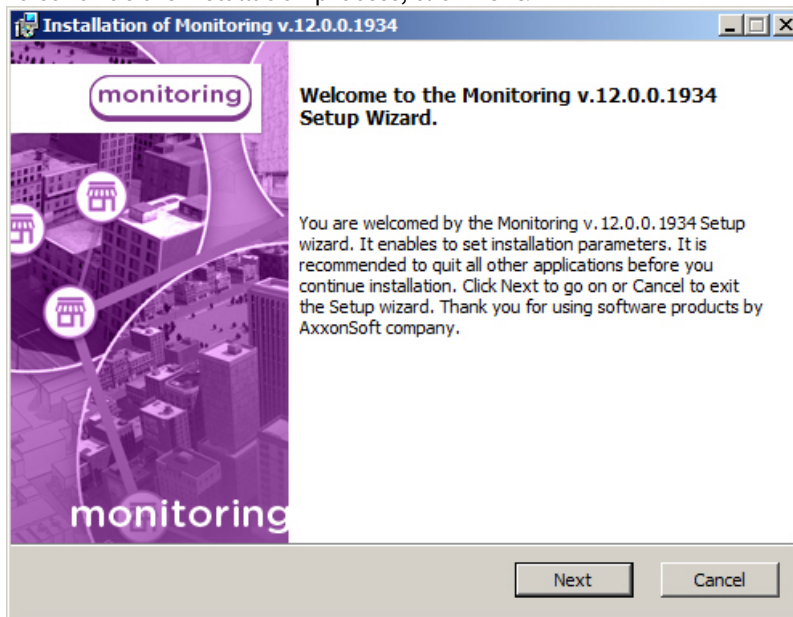 Installation of Monitoring v.12.0.0.1934
monitoring
Welcome to the Monitoring v.12.0.0.1934
Setup Wizard.
You are welcomed by the Monitoring v.12.0.0.1934 Setup
wizard. It enables to set installation parameters. It is
recommended to quit all other applications before you
continue installation. Click Next to go on or Cancel to exit
the Setup wizard. Thank you for using software products by
AxxonSoft company.
monitoring
Next
Cancel